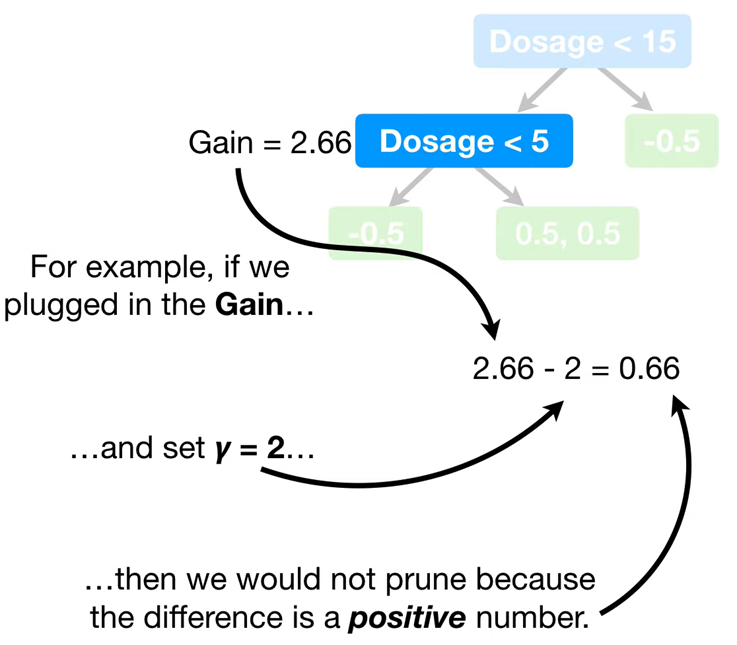 Dosage < 15
Gain = 2.66
Dosage < 5
-0.5
-0.5
0.5, 0.5
For example, if we
plugged in the Gain…
2.66 - 2 = 0.66
…and set γ = 2…
…then we would not prune because
the difference is a positive number.